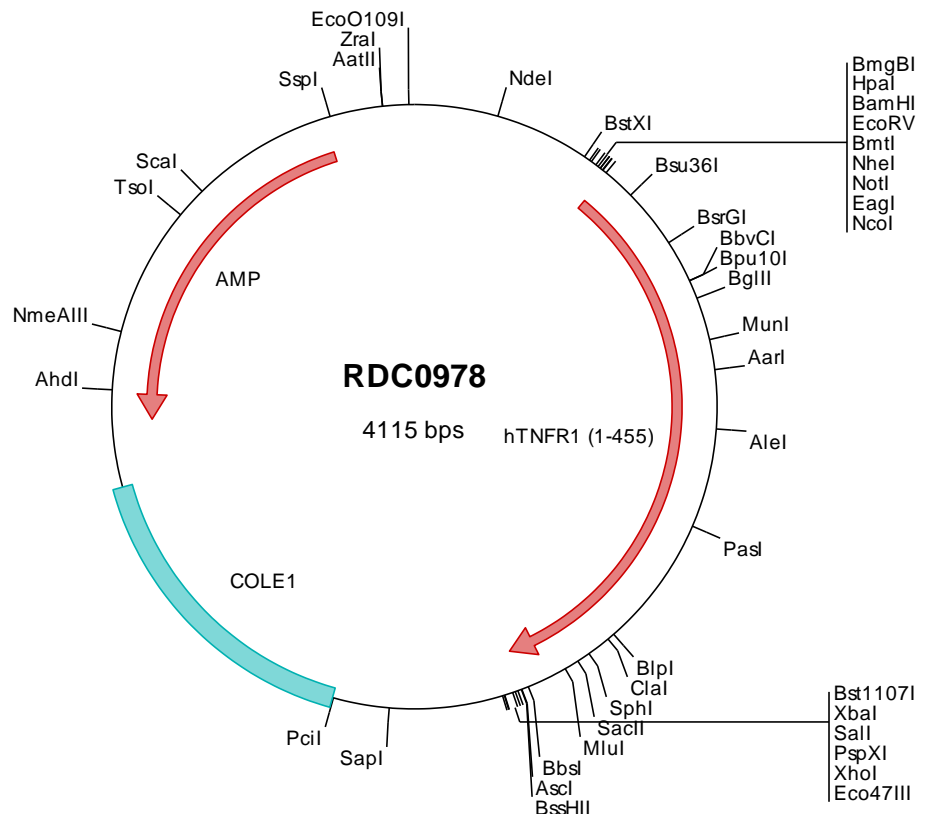 EcoO109I
ZraI
AatII
SspI
NdeI
BstXI
BmgBI
HpaI
BamHI
EcoRV
BmtI
NheI
NotI
EagI
NcoI
ScaI
TsoI
Bsu36I
BsrGI
BbvCI
Bpu10I
BglII
AMP
NmeAIII
MunI
AarI
AhdI
RDC0978
4115 bps
hTNFR1 (1-455)
AleI
PasI
COLE1
BlpI
ClaI
SphI
SacII
MluI
PciI
SapI
BbsI
AscI
BssHII
Bst1107I
XbaI
SalI
PspXI
XhoI
Eco47III